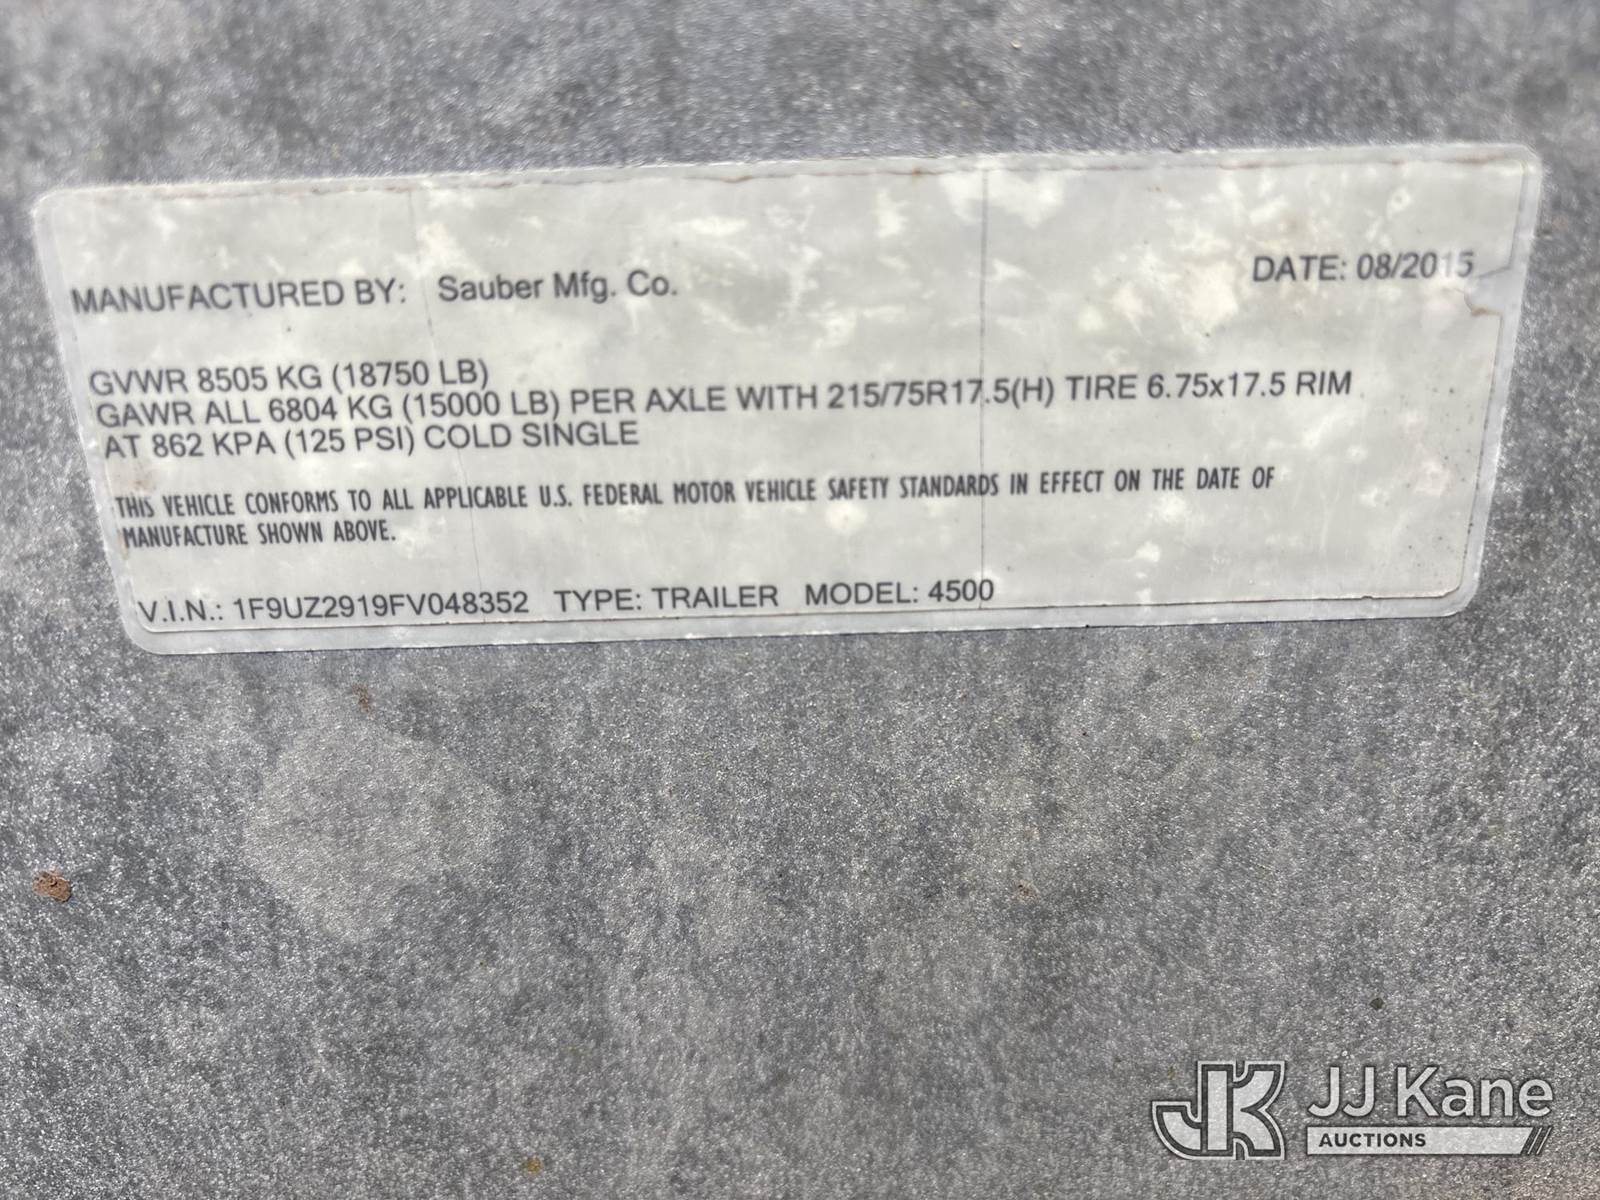 MANUFACTURED BY: Sauber Mfg. Co. DATE: 08/2015
GVWR 8505 KG (18750 LB)
GAWR ALL 6804 KG (15000 LB) PER AXLE WITH 215/75R17.5(H) TIRE 6.75x17.5 RIM
AT 862 KPA (125 PSI) COLD SINGLE
THIS VEHICLE CONFORMS TO ALL APPLICABLE U.S. FEDERAL MOTOR VEHICLE SAFETY STANDARDS IN EFFECT ON THE DATE OF
MANUFACTURE SHOWN ABOVE.
V.I.N.: 1F9UZ2919FV048352 TYPE: TRAILER MODEL: 4500
JK JJ Kane
AUCTIONS